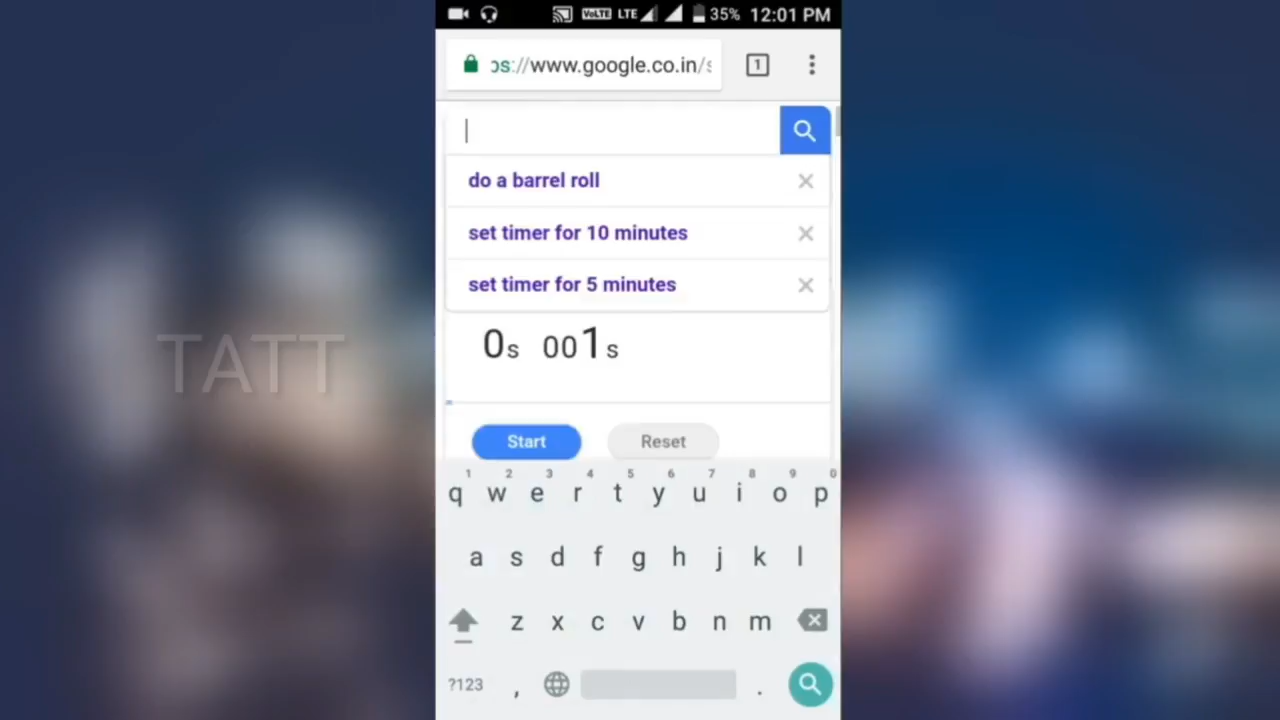 VoLTE LTE 35% 12:01 PM
ps://www.google.co.in/s 1
do a barrel roll
set timer for 10 minutes
set timer for 5 minutes
TATT
0s 001s
Start Reset
1 2 3 4 5 6 7 8 9 0
q w e r t y u i o p
a s d f g h j k l
z x c v b n m
?123 , .